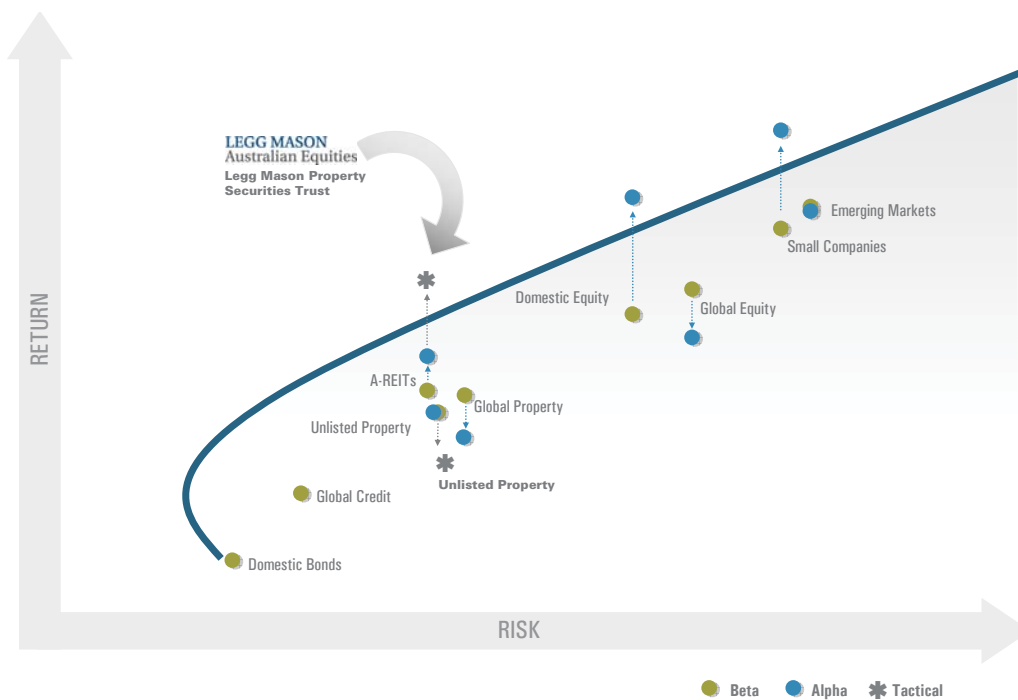 LEGG MASON
Australian Equities
Legg Mason Property
Securities Trust
Emerging Markets
Small Companies
Domestic Equity
Global Equity
RETURN
A-REITs
Global Property
Unlisted Property
Unlisted Property
Global Credit
Domestic Bonds
RISK
Beta Alpha Tactical